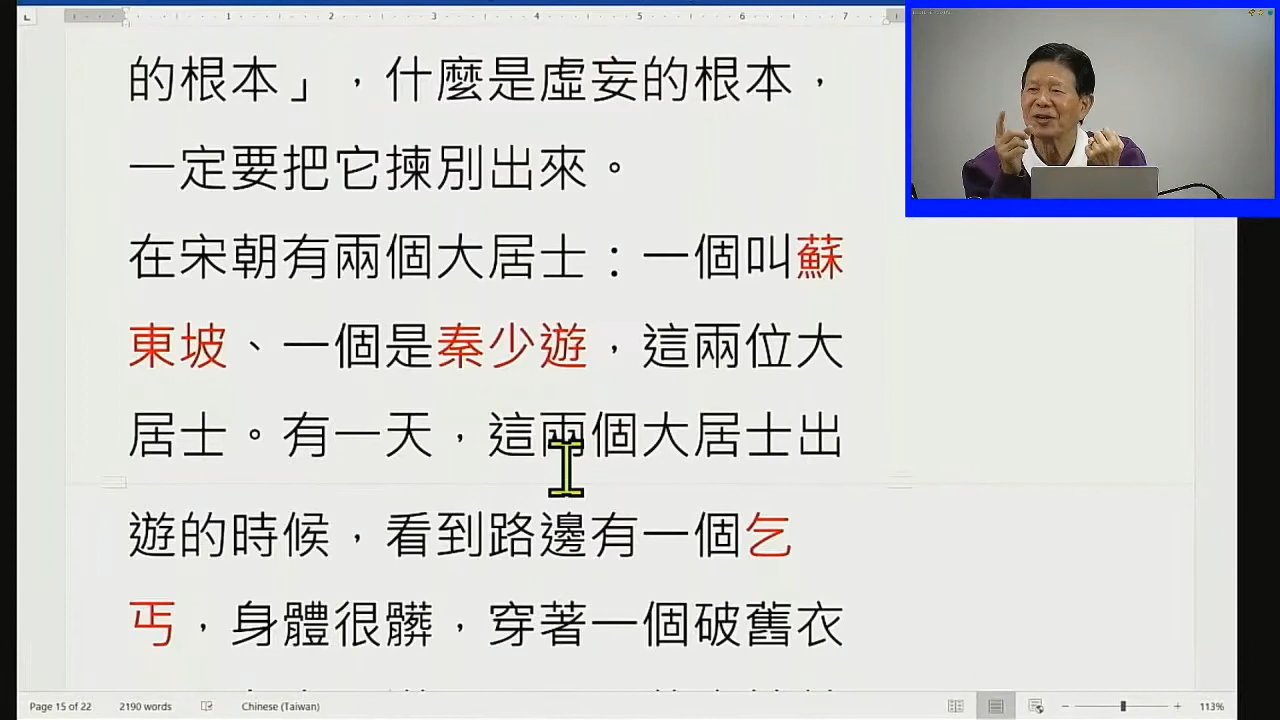 的根本」，什麼是虛妄的根本，
一定要把它揀別出來。
在宋朝有兩個大居士：一個叫蘇
東坡、一個是秦少遊，這兩位大
居士。有一天，這兩個大居士出
遊的時候，看到路邊有一個乞
丐，身體很髒，穿著一個破舊衣
Page 15 of 22 2190 words Chinese (Taiwan) 113%